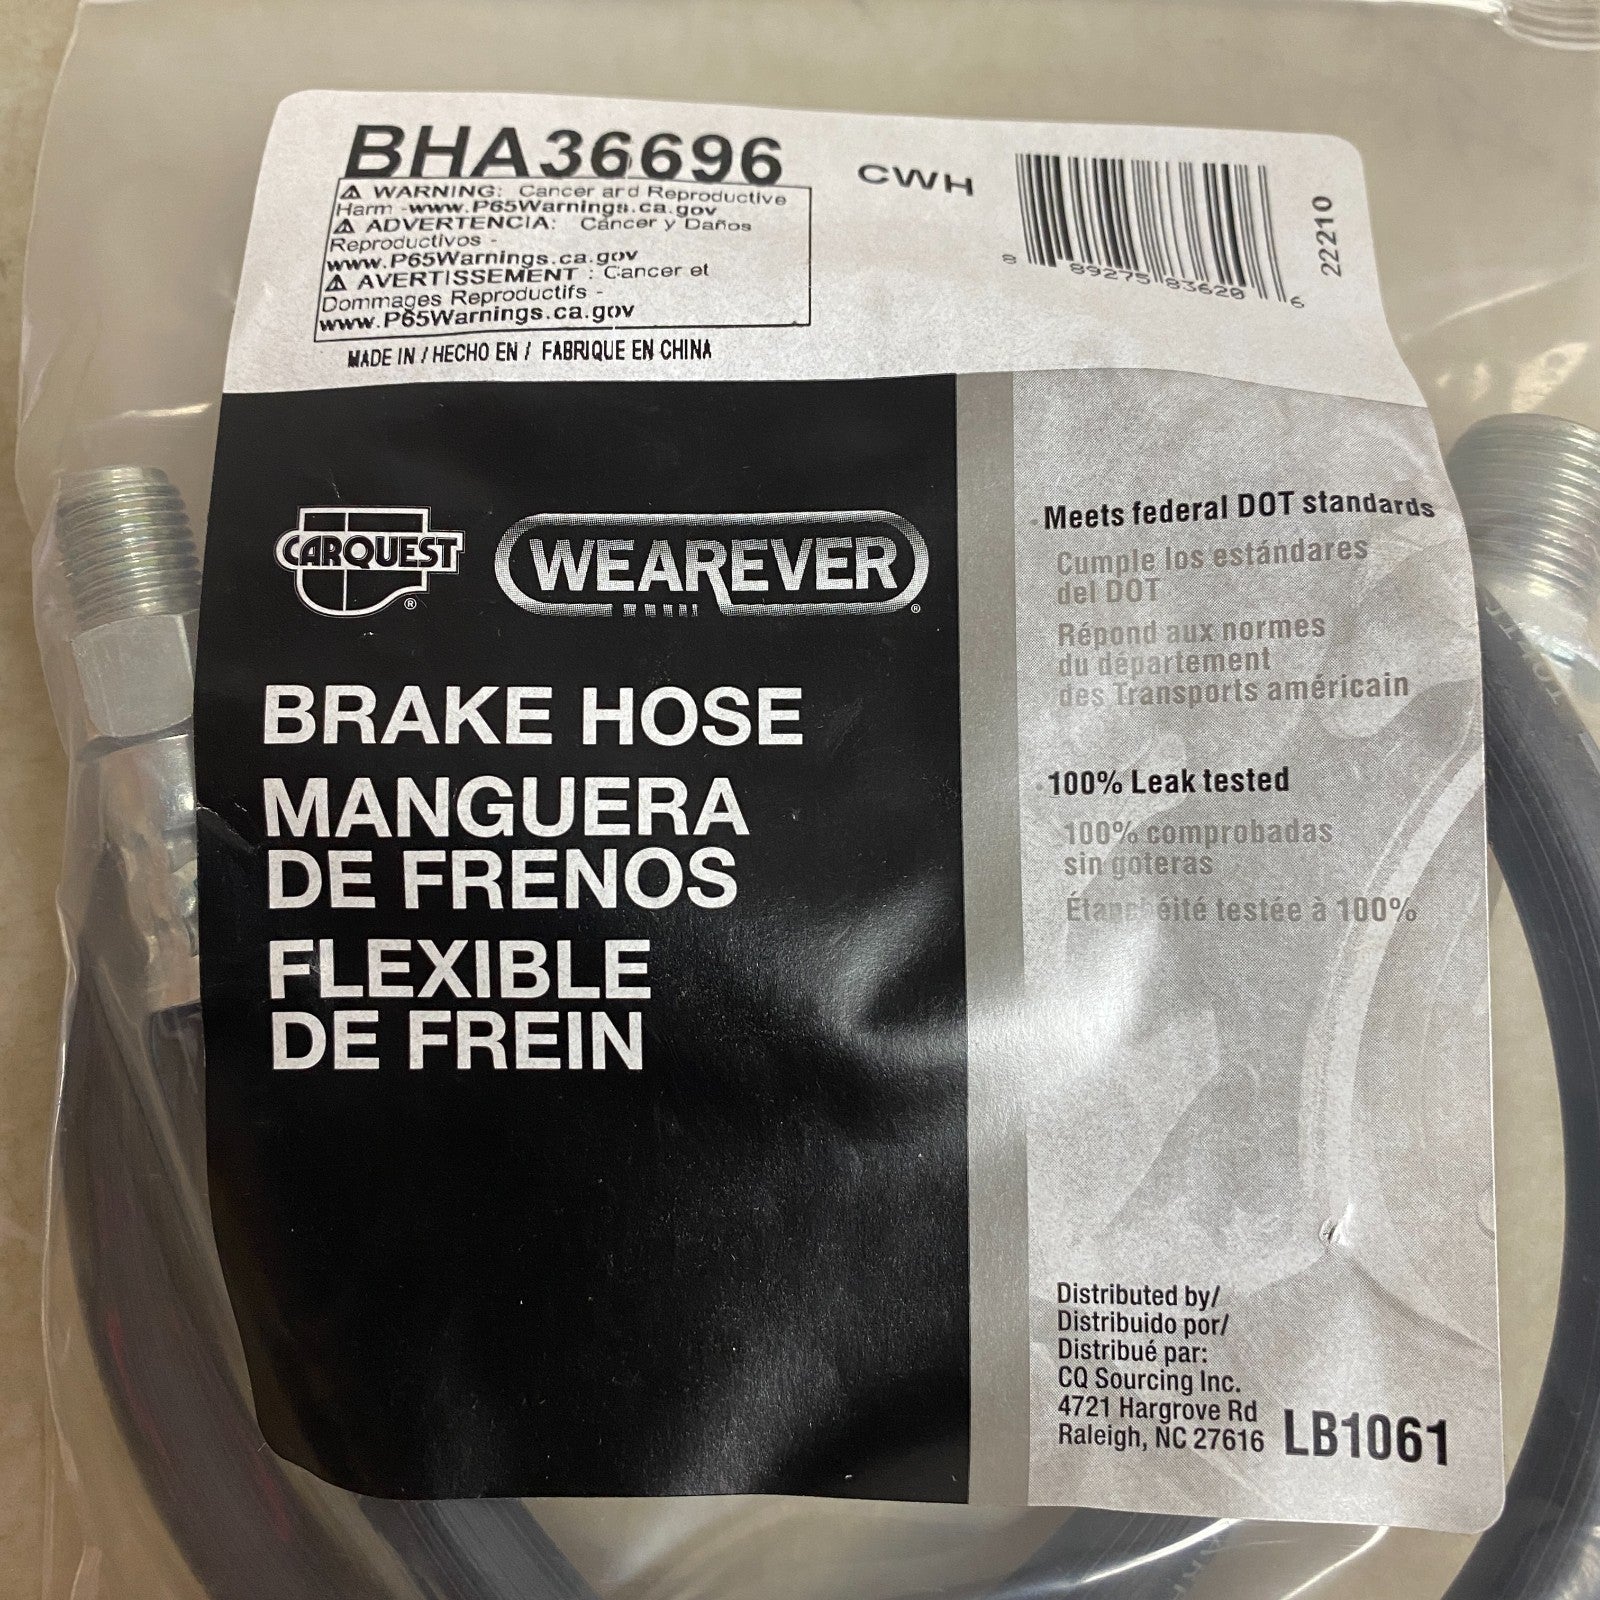 BHA36696
CWH
⚠ WARNING: Cancer and Reproductive
Harm -www.P65Warnings.ca.gov
⚠ ADVERTENCIA: Cáncer y Daños
Reproductivos -
www.P65Warnings.ca.gov
⚠ AVERTISSEMENT : Cancer et
Dommages Reproductifs -
www.P65Warnings.ca.gov
MADE IN / HECHO EN / FABRIQUE EN CHINA
8 89275 83620 6
22210
CARQUEST®
WEAREVER®
BRAKE HOSE
MANGUERA
DE FRENOS
FLEXIBLE
DE FREIN
Meets federal DOT standards
Cumple los estándares
del DOT
Répond aux normes
du département
des Transports américain
100% Leak tested
100% comprobadas
sin goteras
Étanchéité testée à 100%
Distributed by/
Distribuido por/
Distribué par:
CQ Sourcing Inc.
4721 Hargrove Rd
Raleigh, NC 27616
LB1061